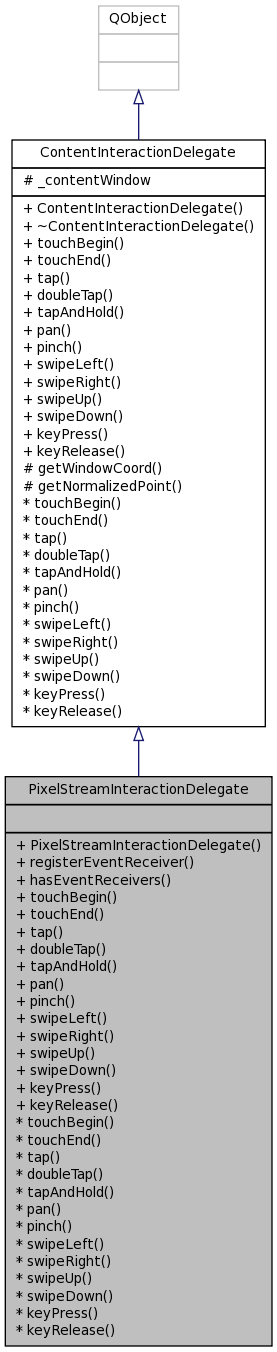 QObject
ContentInteractionDelegate
# _contentWindow
+ ContentInteractionDelegate()
+ ~ContentInteractionDelegate()
+ touchBegin()
+ touchEnd()
+ tap()
+ doubleTap()
+ tapAndHold()
+ pan()
+ pinch()
+ swipeLeft()
+ swipeRight()
+ swipeUp()
+ swipeDown()
+ keyPress()
+ keyRelease()
# getWindowCoord()
# getNormalizedPoint()
* touchBegin()
* touchEnd()
* tap()
* doubleTap()
* tapAndHold()
* pan()
* pinch()
* swipeLeft()
* swipeRight()
* swipeUp()
* swipeDown()
* keyPress()
* keyRelease()
PixelStreamInteractionDelegate
+ PixelStreamInteractionDelegate()
+ registerEventReceiver()
+ hasEventReceivers()
+ touchBegin()
+ touchEnd()
+ tap()
+ doubleTap()
+ tapAndHold()
+ pan()
+ pinch()
+ swipeLeft()
+ swipeRight()
+ swipeUp()
+ swipeDown()
+ keyPress()
+ keyRelease()
* touchBegin()
* touchEnd()
* tap()
* doubleTap()
* tapAndHold()
* pan()
* pinch()
* swipeLeft()
* swipeRight()
* swipeUp()
* swipeDown()
* keyPress()
* keyRelease()